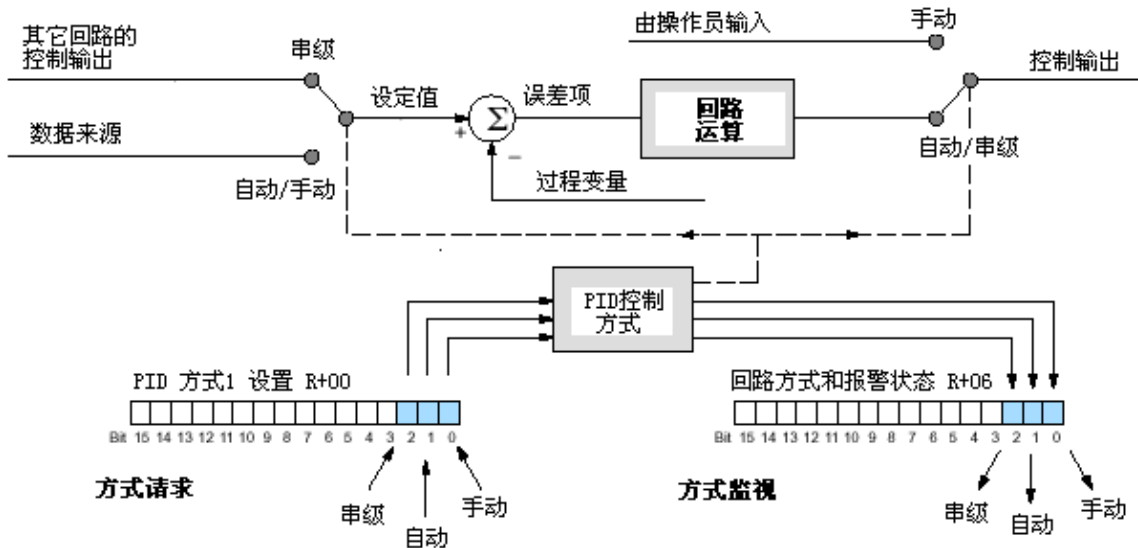 其它回路的
控制输出
串级
由操作员输入
手动
控制输出
设定值
误差项
Σ
+
−
回路
运算
数据来源
自动/手动
过程变量
自动/串级
PID控制
方式
PID 方式1 设置 R+00
Bit 15 14 13 12 11 10 9 8 7 6 5 4 3 2 1 0
方式请求
串级
自动
手动
回路方式和报警状态 R+06
Bit 15 14 13 12 11 10 9 8 7 6 5 4 3 2 1 0
方式监视
串级
自动
手动